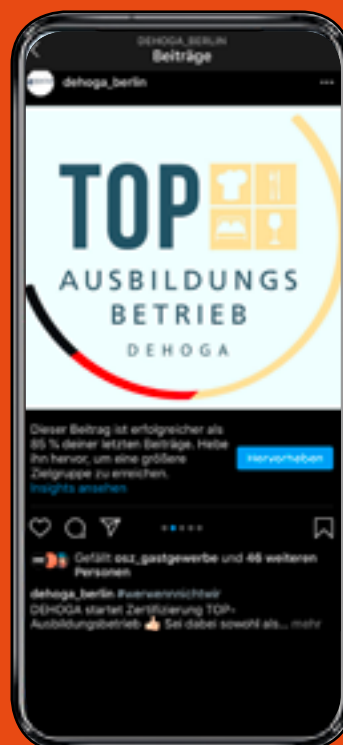 DEHOGA_BERLIN
Beiträge
dehoga_berlin
TOP
AUSBILDUNGS
BETRIEB
DEHOGA
Dieser Beitrag ist erfolgreicher als
85 % deiner letzten Beiträge. Hebe
ihn hervor, um eine größere
Zielgruppe zu erreichen.
Hervorheben
Insights ansehen
Gefällt osz_gastgewerbe und 46 weiteren
Personen
dehoga_berlin #werwennnichtwir
DEHOGA startet Zertifizierung TOP-
Ausbildungsbetrieb 👍🏻 Sei dabei sowohl als... mehr